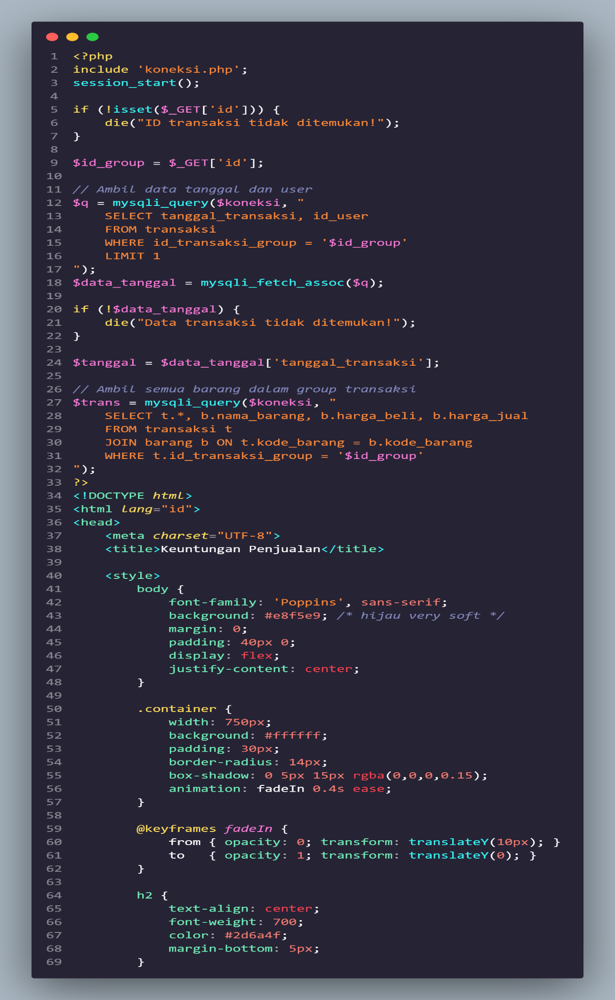 1 <?php
2 include 'koneksi.php';
3 session_start();
4
5 if (!isset($_GET['id'])) {
6     die("ID transaksi tidak ditemukan!");
7 }
8
9 $id_group = $_GET['id'];
10
11 // Ambil data tanggal dan user
12 $q = mysqli_query($koneksi, "
13     SELECT tanggal_transaksi, id_user
14     FROM transaksi
15     WHERE id_transaksi_group = '$id_group'
16     LIMIT 1
17 ");
18 $data_tanggal = mysqli_fetch_assoc($q);
19
20 if (!$data_tanggal) {
21     die("Data transaksi tidak ditemukan!");
22 }
23
24 $tanggal = $data_tanggal['tanggal_transaksi'];
25
26 // Ambil semua barang dalam group transaksi
27 $trans = mysqli_query($koneksi, "
28     SELECT t.*, b.nama_barang, b.harga_beli, b.harga_jual
29     FROM transaksi t
30     JOIN barang b ON t.kode_barang = b.kode_barang
31     WHERE t.id_transaksi_group = '$id_group'
32 ");
33 ?>
34 <!DOCTYPE html>
35 <html lang="id">
36 <head>
37     <meta charset="UTF-8">
38     <title>Keuntungan Penjualan</title>
39
40     <style>
41         body {
42             font-family: 'Poppins', sans-serif;
43             background: #e8f5e9; /* hijau very soft */
44             margin: 0;
45             padding: 40px 0;
46             display: flex;
47             justify-content: center;
48         }
49
50         .container {
51             width: 750px;
52             background: #ffffff;
53             padding: 30px;
54             border-radius: 14px;
55             box-shadow: 0 5px 15px rgba(0,0,0,0.15);
56             animation: fadeIn 0.4s ease;
57         }
58
59         @keyframes fadeIn {
60             from { opacity: 0; transform: translateY(10px); }
61             to   { opacity: 1; transform: translateY(0); }
62         }
63
64         h2 {
65             text-align: center;
66             font-weight: 700;
67             color: #2d6a4f;
68             margin-bottom: 5px;
69         }